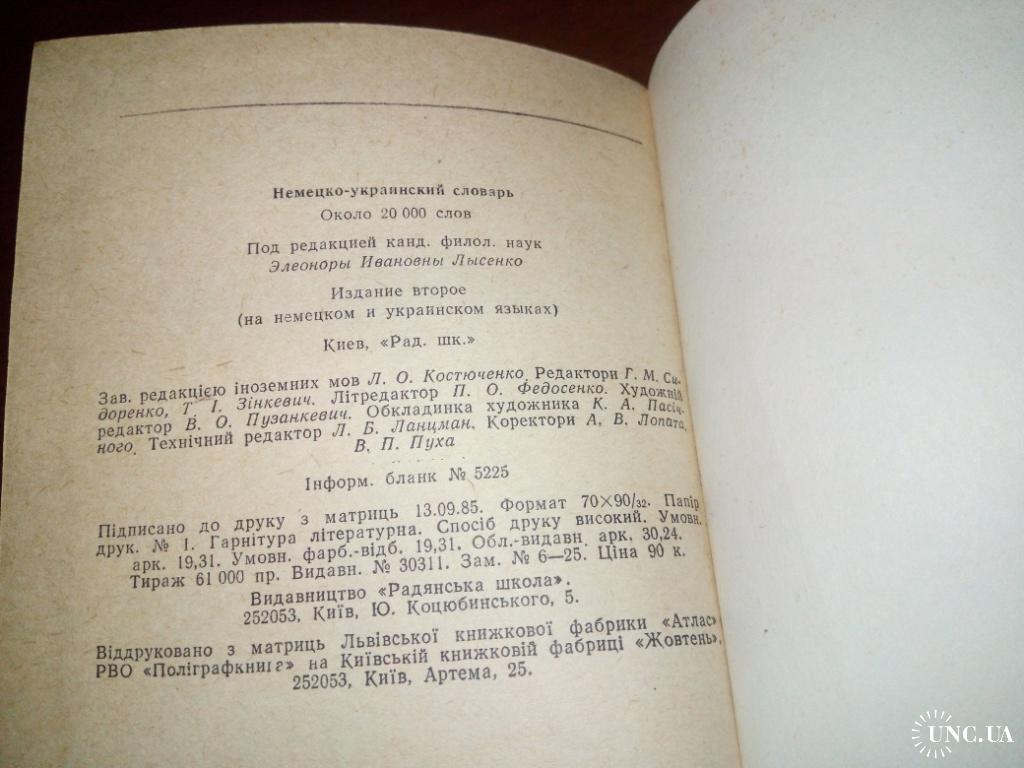 Немецко-украинский словарь
Около 20 000 слов
Под редакцией канд. филол. наук
Элеоноры Ивановны Лысенко
Издание второе
(на немецком и украинском языках)
Киев, «Рад. шк.»
Зав. редакцією іноземних мов Л. О. Костюченко. Редактори Г. М. Си-
доренко, Т. І. Зінкевич. Літредактор П. О. Федосенко. Художній
редактор В. О. Пузанкевич. Обкладинка художника К. А. Пасіч-
ного. Технічний редактор Л. Б. Ланцман. Коректори А. В. Лопата,
В. П. Пуха
Інформ. бланк № 5225
Підписано до друку з матриць 13.09.85. Формат 70×90/32. Папір
друк. № 1. Гарнітура літературна. Спосіб друку високий. Умовн.
арк. 19,31. Умовн. фарб.-відб. 19,31. Обл.-видавн. арк. 30,24.
Тираж 61 000 пр. Видавн. № 30311. Зам. № 6—25. Ціна 90 к.
Видавництво «Радянська школа».
252053, Київ, Ю. Коцюбинського, 5.
Віддруковано з матриць Львівської книжкової фабрики «Атлас»
РВО «Поліграфкнига» на Київській книжковій фабриці «Жовтень».
252053, Київ, Артема, 25.
UNC.UA